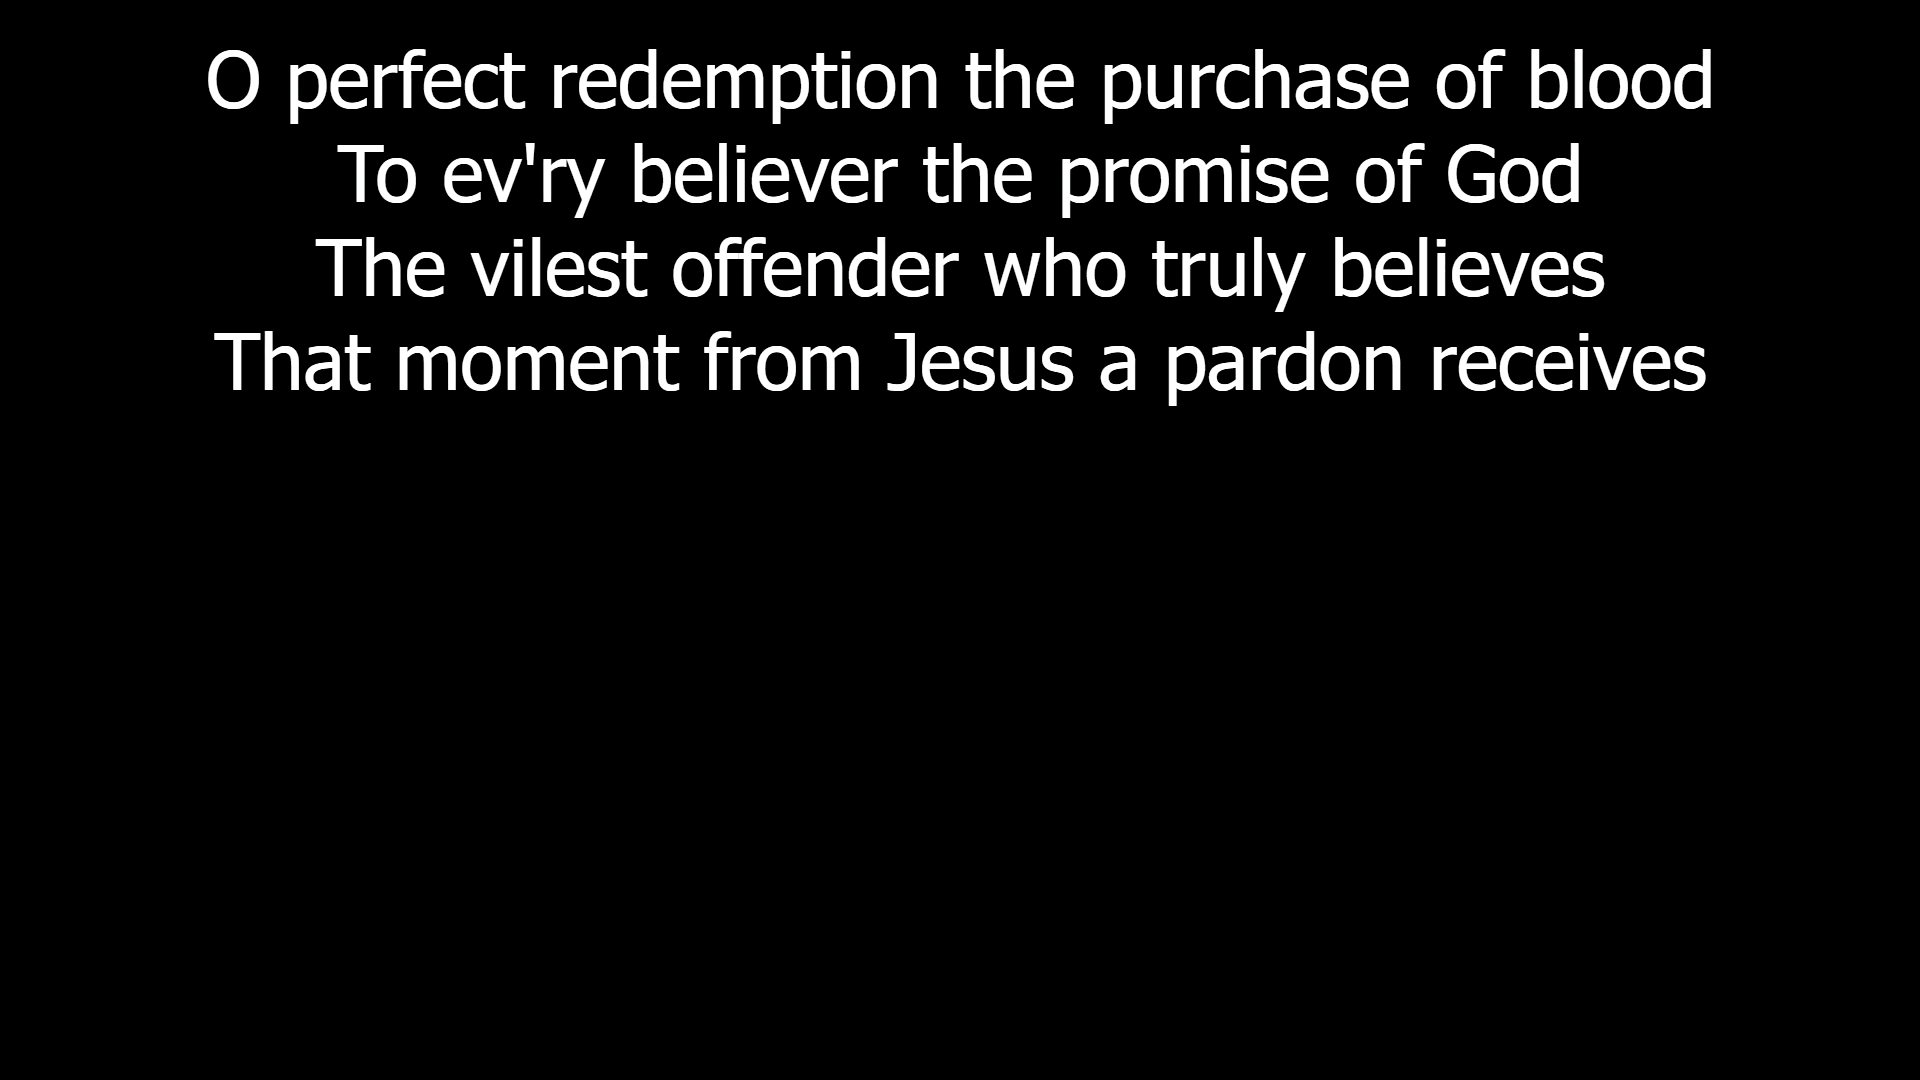 O perfect redemption the purchase of blood
To ev'ry believer the promise of God
The vilest offender who truly believes
That moment from Jesus a pardon receives